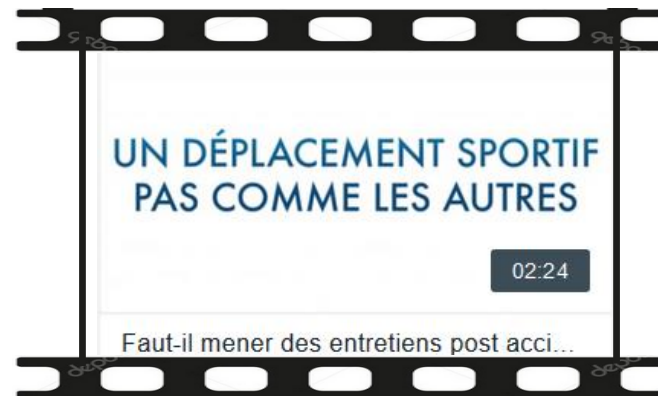 UN DÉPLACEMENT SPORTIF
PAS COMME LES AUTRES
02:24
Faut-il mener des entretiens post acci...